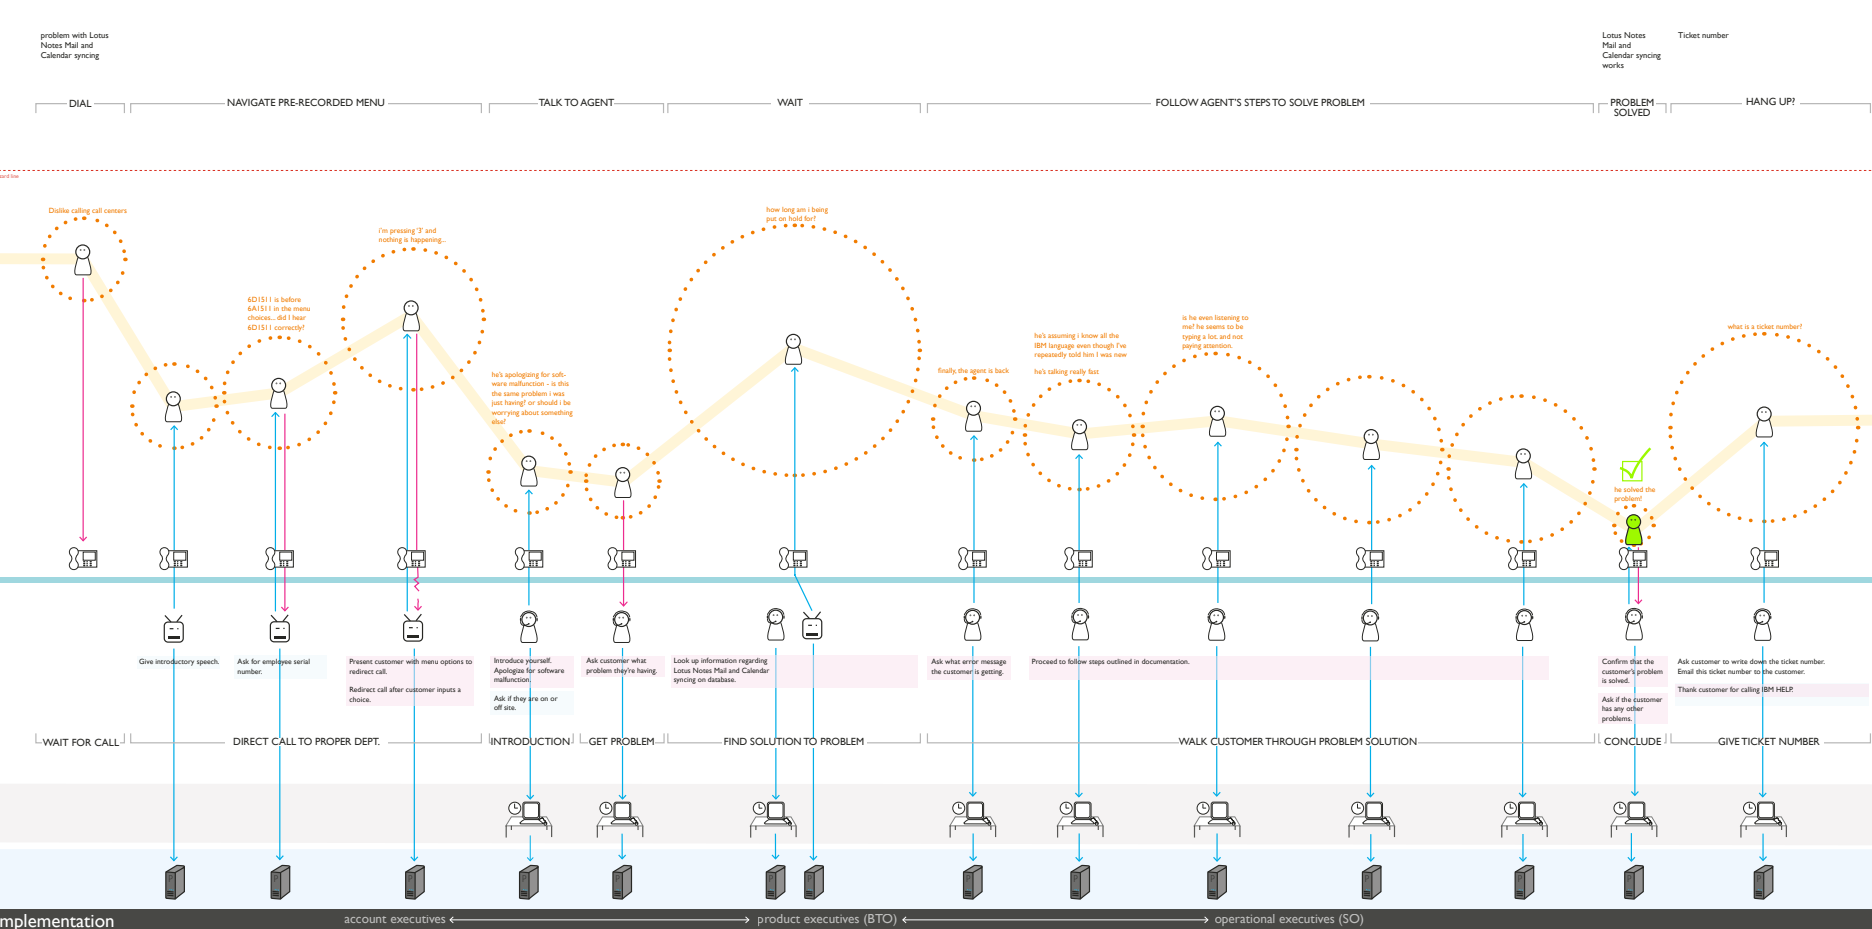 problem with Lotus
Notes Mail and
Calendar syncing
Lotus Notes
Mail and
Calendar syncing
works
Ticket number
DIAL
NAVIGATE PRE-RECORDED MENU
TALK TO AGENT
WAIT
FOLLOW AGENT'S STEPS TO SOLVE PROBLEM
PROBLEM
SOLVED
HANG UP?
line
Dislike calling call centers
6D1511 is before
6A1511 in the menu
choices... did I hear
6D1511 correctly?
i'm pressing '3' and
nothing is happening...
he's apologizing for soft-
ware malfunction - is this
the same problem i was
just having? or should i be
worrying about something
else?
how long am i being
put on hold for?
finally, the agent is back
he's assuming i know all the
IBM language even though I've
repeatedly told him I was new
he's talking really fast
is he even listening to
me? he seems to be
typing a lot. and not
paying attention.
he solved the
problem!
what is a ticket number?
Give introductory speech.
Ask for employee serial
number.
Present customer with menu options to
redirect call.
Redirect call after customer inputs a
choice.
Introduce yourself.
Apologize for software
malfunction.
Ask if they are on or
off site.
Ask customer what
problem they're having.
Look up information regarding
Lotus Notes Mail and Calendar
syncing on database.
Ask what error message
the customer is getting.
Proceed to follow steps outlined in documentation.
Confirm that the
customer's problem
is solved.
Ask if the customer
has any other
problems.
Ask customer to write down the ticket number.
Email this ticket number to the customer.
Thank customer for calling IBM HELP.
WAIT FOR CALL
DIRECT CALL TO PROPER DEPT.
INTRODUCTION
GET PROBLEM
FIND SOLUTION TO PROBLEM
WALK CUSTOMER THROUGH PROBLEM SOLUTION
CONCLUDE
GIVE TICKET NUMBER
mplementation
account executives
product executives (BTO)
operational executives (SO)